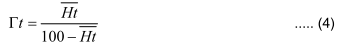 Γt = H̅t̅ / (100 − H̅t̅) ..... (4)